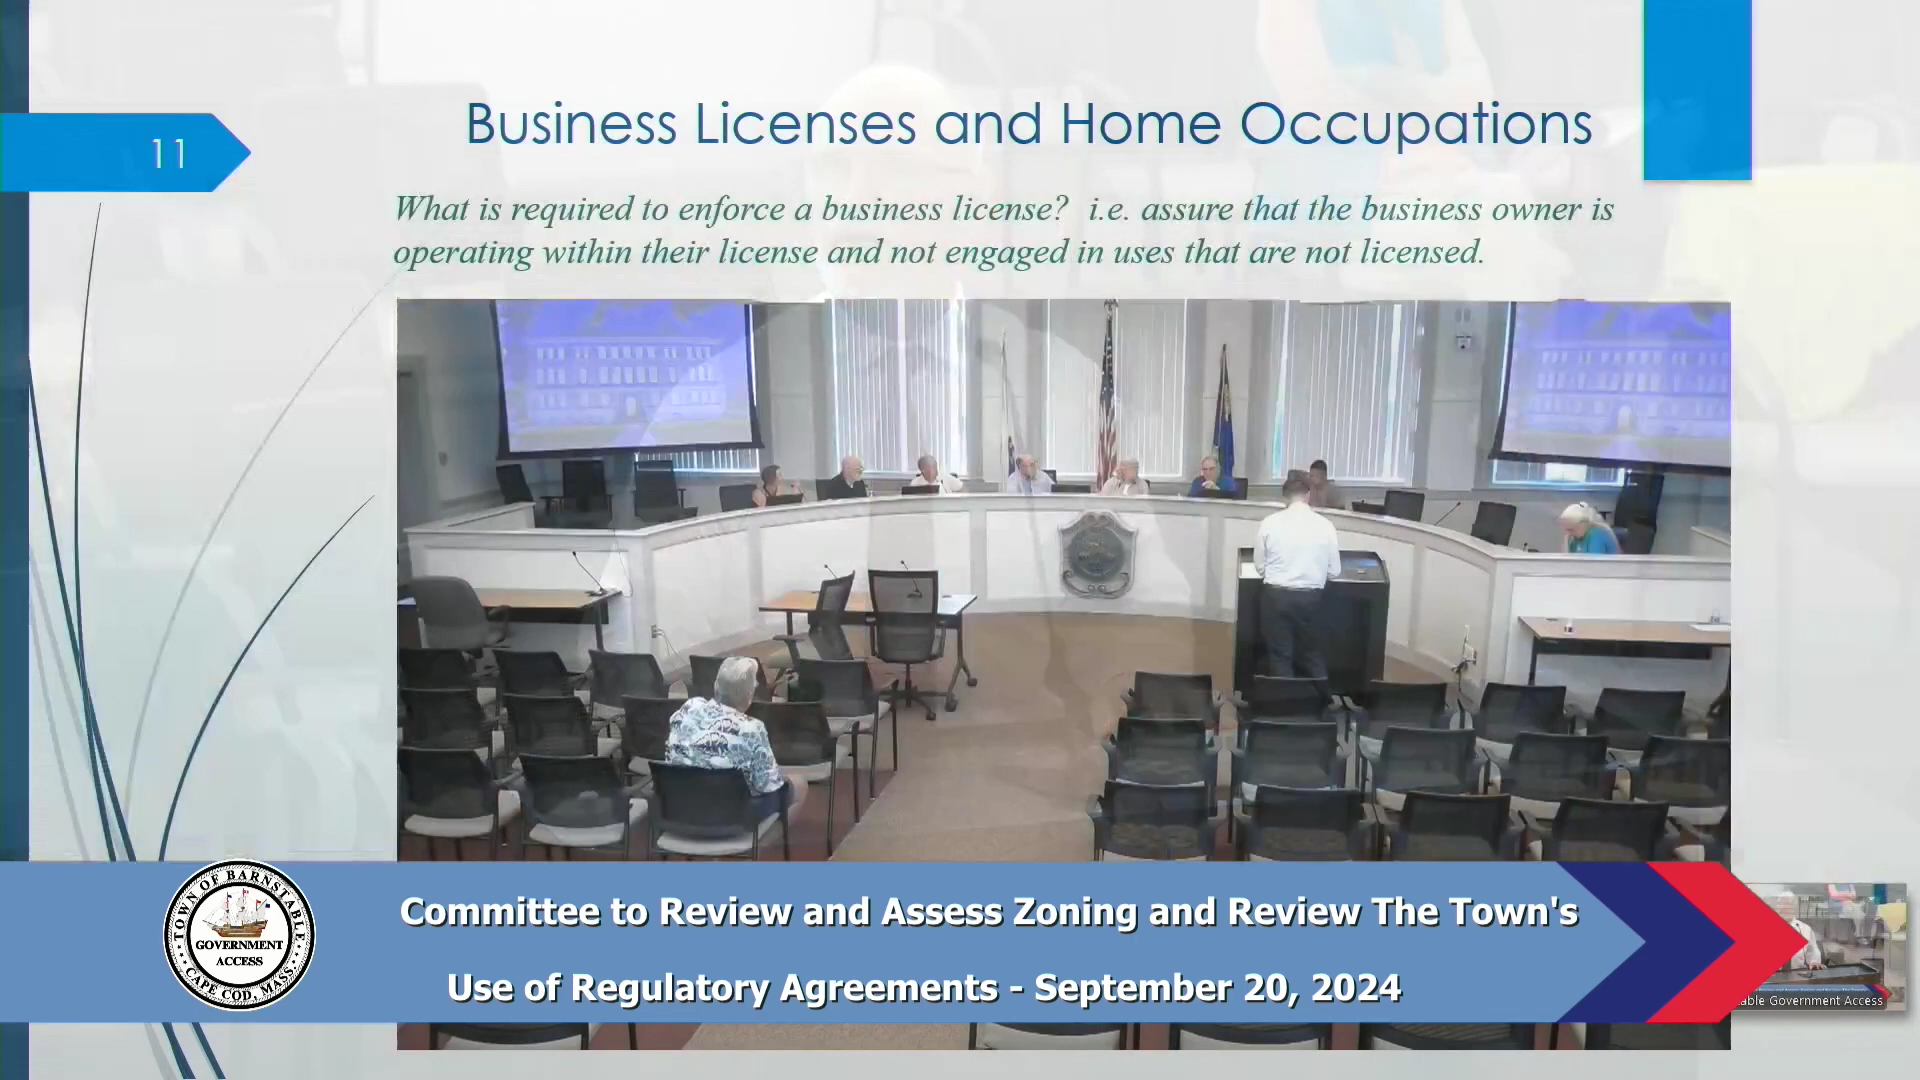 11
Business Licenses and Home Occupations
What is required to enforce a business license?  i.e. assure that the business owner is
operating within their license and not engaged in uses that are not licensed.
TOWN OF BARNSTABLE
GOVERNMENT
ACCESS
CAPE COD, MASS.
Committee to Review and Assess Zoning and Review The Town's
Use of Regulatory Agreements - September 20, 2024
able Government Access